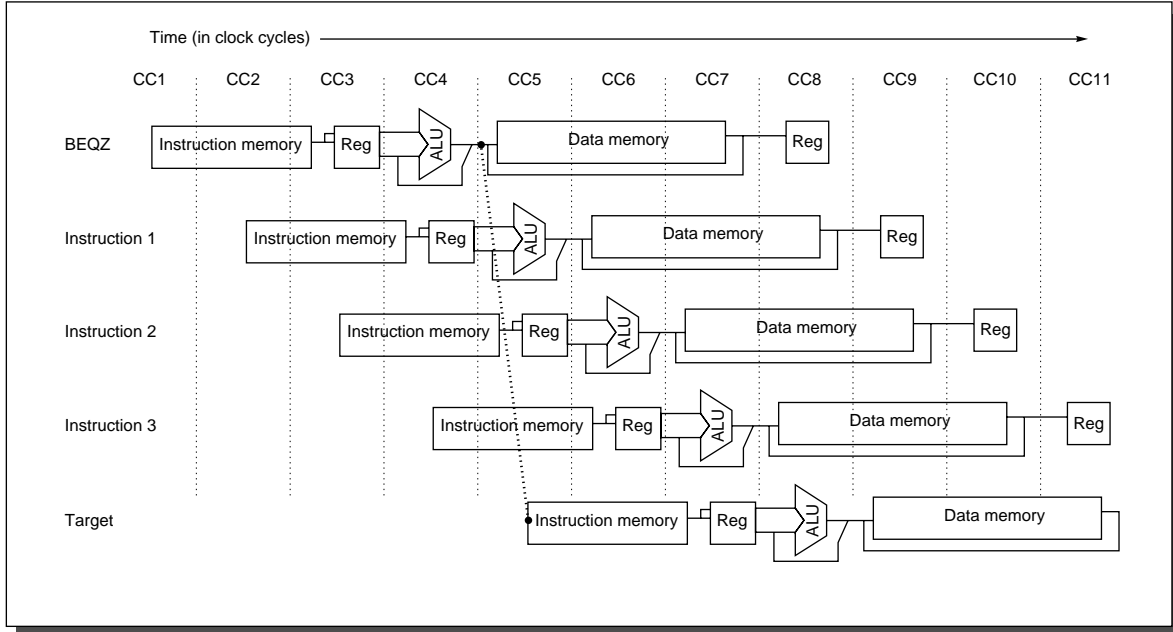 Time (in clock cycles)
CC1 CC2 CC3 CC4 CC5 CC6 CC7 CC8 CC9 CC10 CC11
BEQZ Instruction memory Reg ALU Data memory Reg
Instruction 1 Instruction memory Reg ALU Data memory Reg
Instruction 2 Instruction memory Reg ALU Data memory Reg
Instruction 3 Instruction memory Reg ALU Data memory Reg
Target Instruction memory Reg ALU Data memory